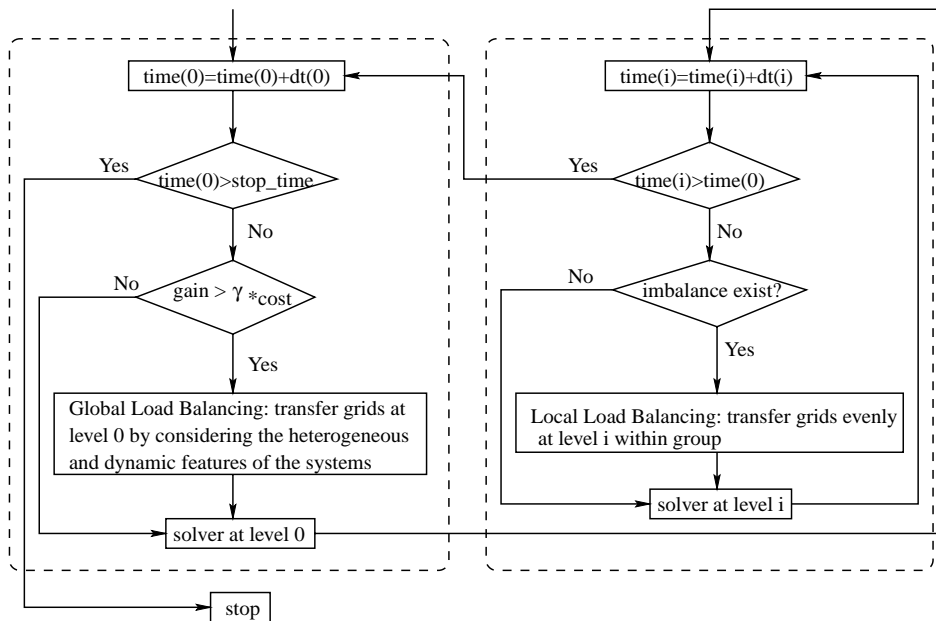 time(0)=time(0)+dt(0)
Yes
time(0)>stop_time
No
No
gain > γ *cost
Yes
Global Load Balancing: transfer grids at
level 0 by considering the heterogeneous
and dynamic features of the systems
solver at level 0
stop
time(i)=time(i)+dt(i)
Yes
time(i)>time(0)
No
No
imbalance exist?
Yes
Local Load Balancing: transfer grids evenly
at level i within group
solver at level i